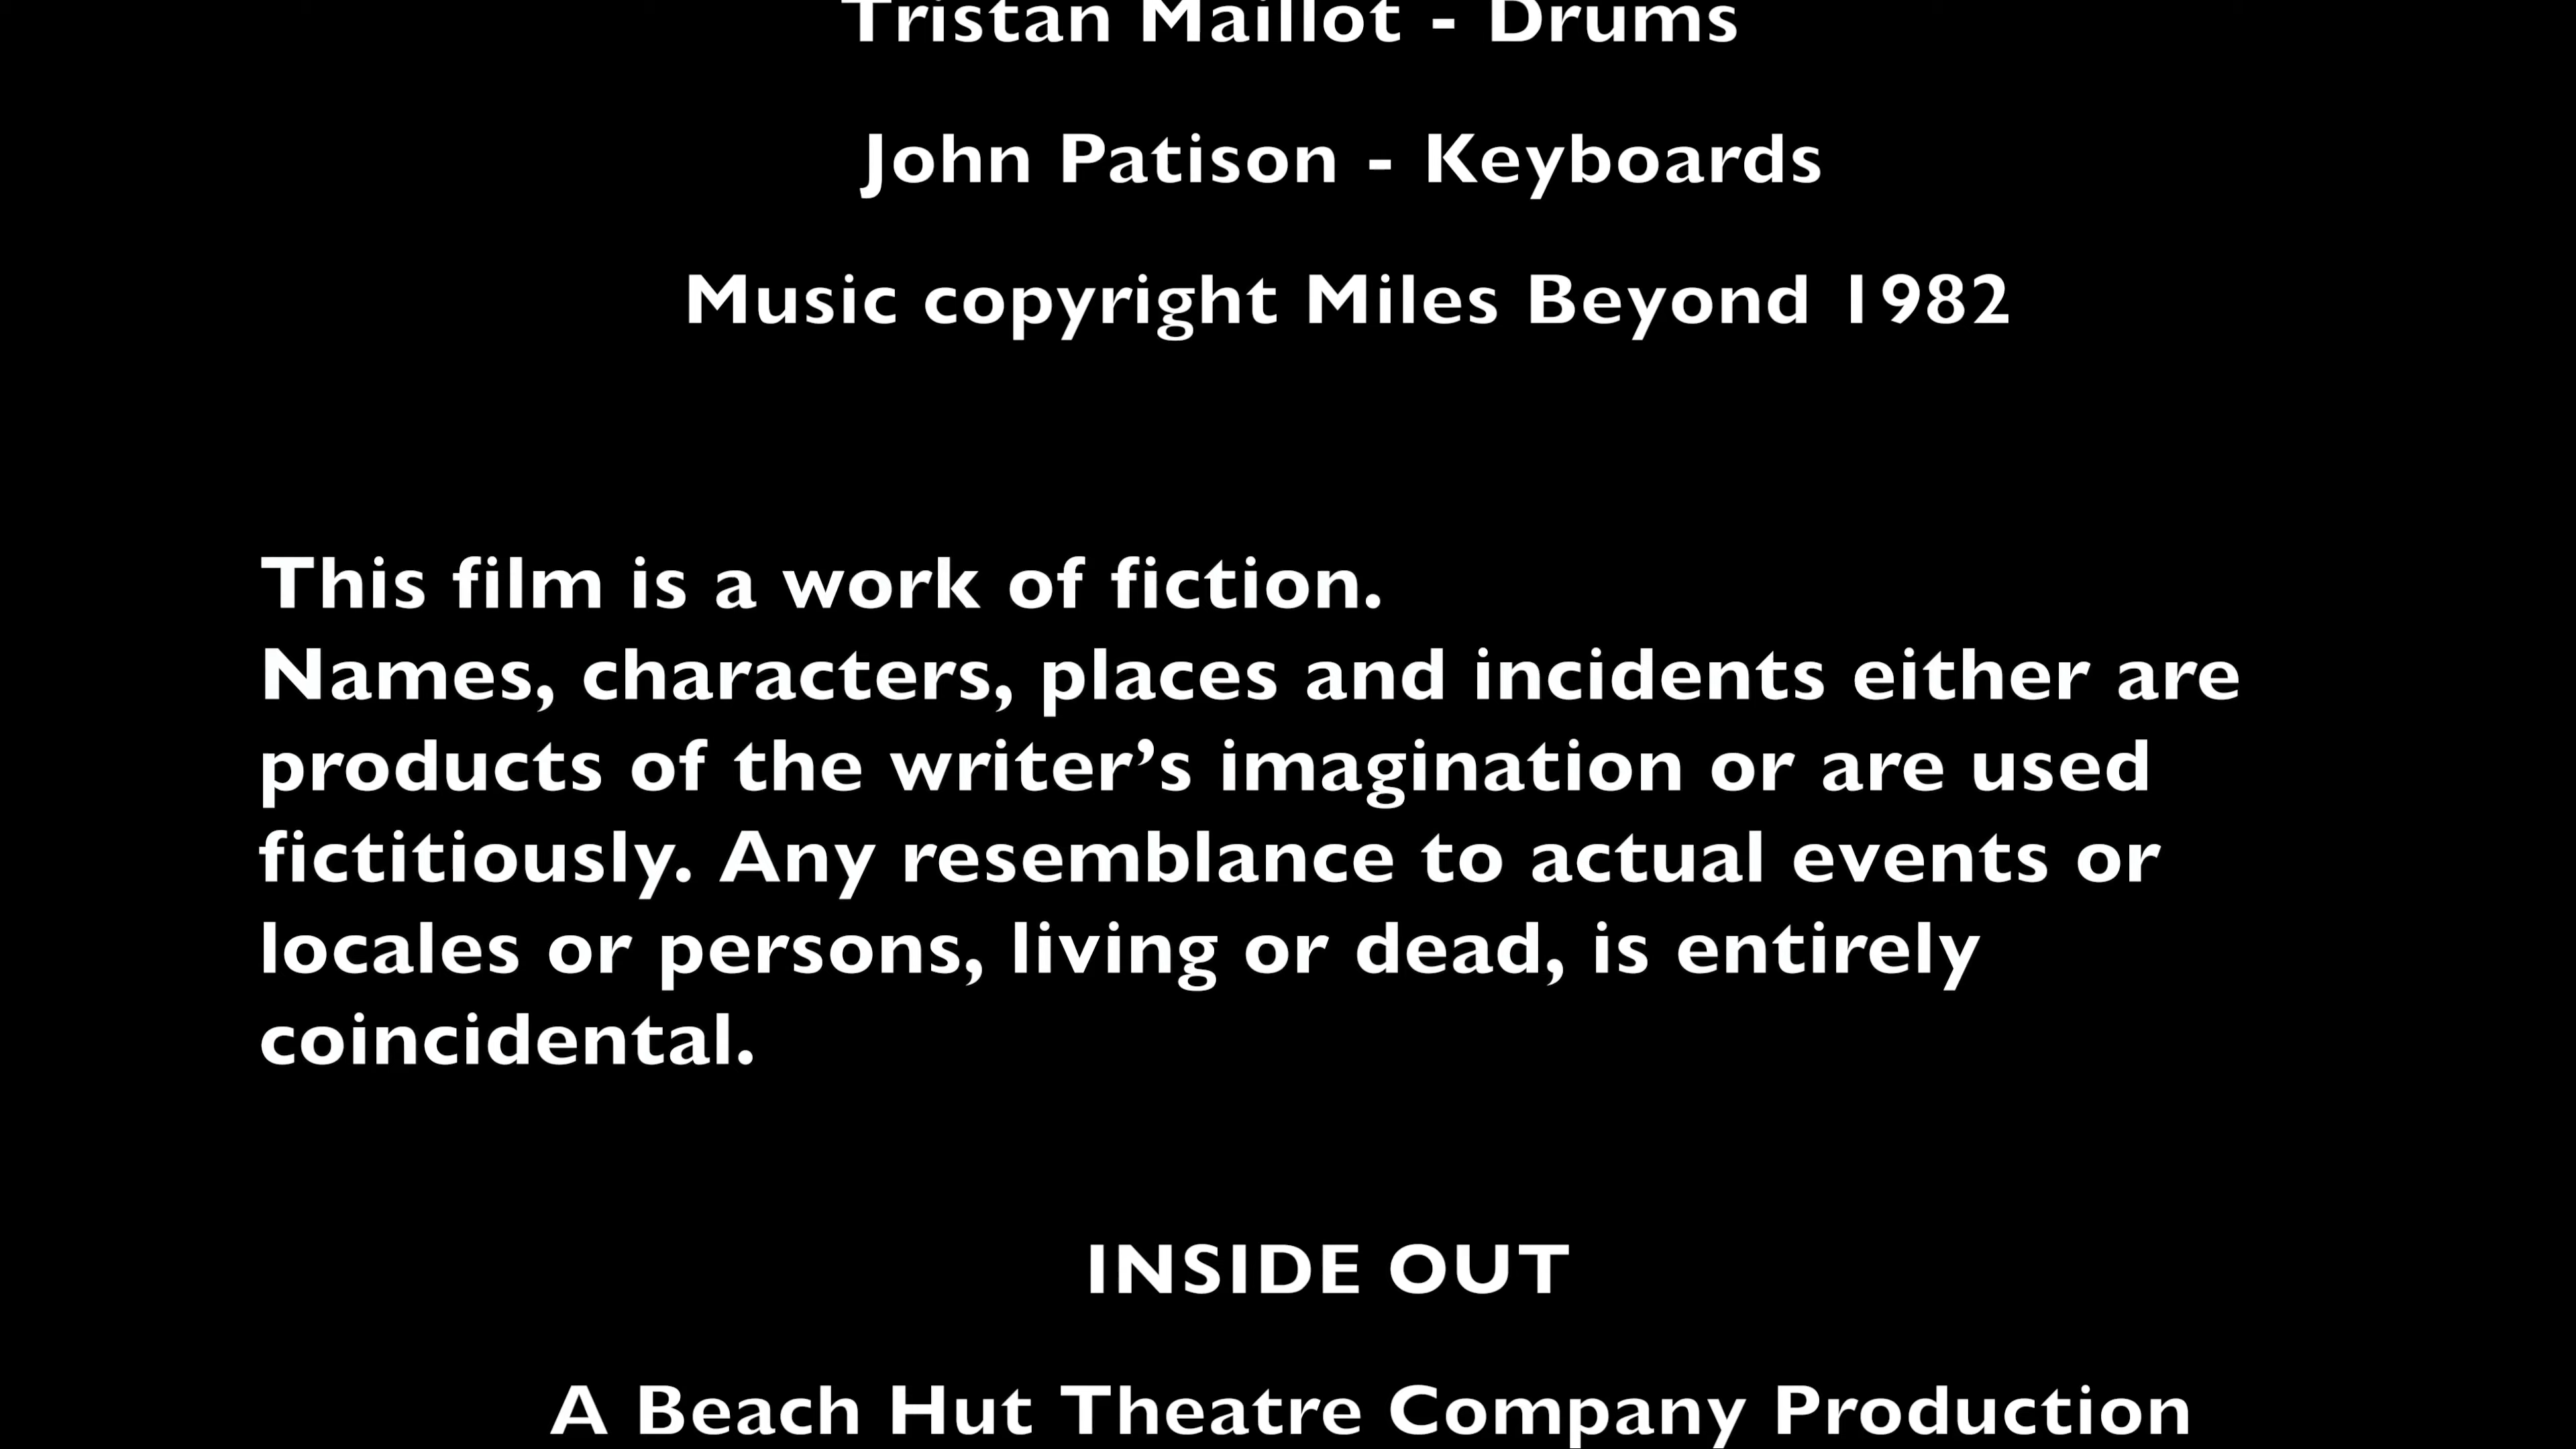 Tristan Maillot - Drums
John Patison - Keyboards
Music copyright Miles Beyond 1982
This film is a work of fiction.
Names, characters, places and incidents either are
products of the writer’s imagination or are used
fictitiously. Any resemblance to actual events or
locales or persons, living or dead, is entirely
coincidental.
INSIDE OUT
A Beach Hut Theatre Company Production